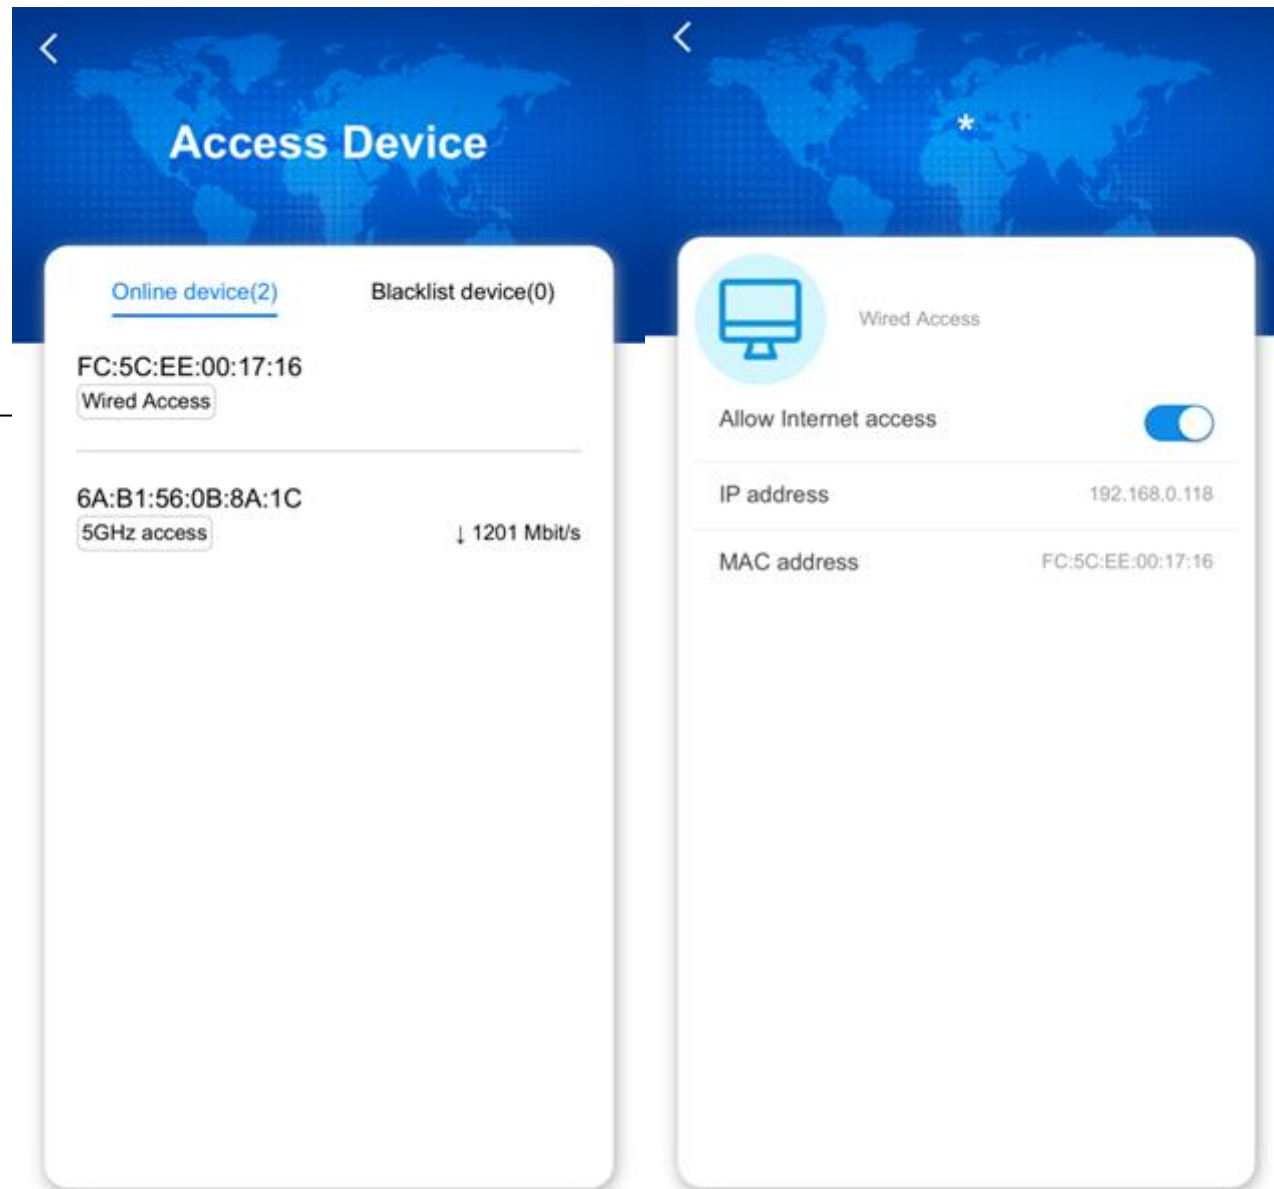 Access Device
Online device(2) Blacklist device(0)
FC:5C:EE:00:17:16
Wired Access
6A:B1:56:0B:8A:1C
5GHz access ↓ 1201 Mbit/s
*
Wired Access
Allow Internet access
IP address 192.168.0.118
MAC address FC:5C:EE:00:17:16